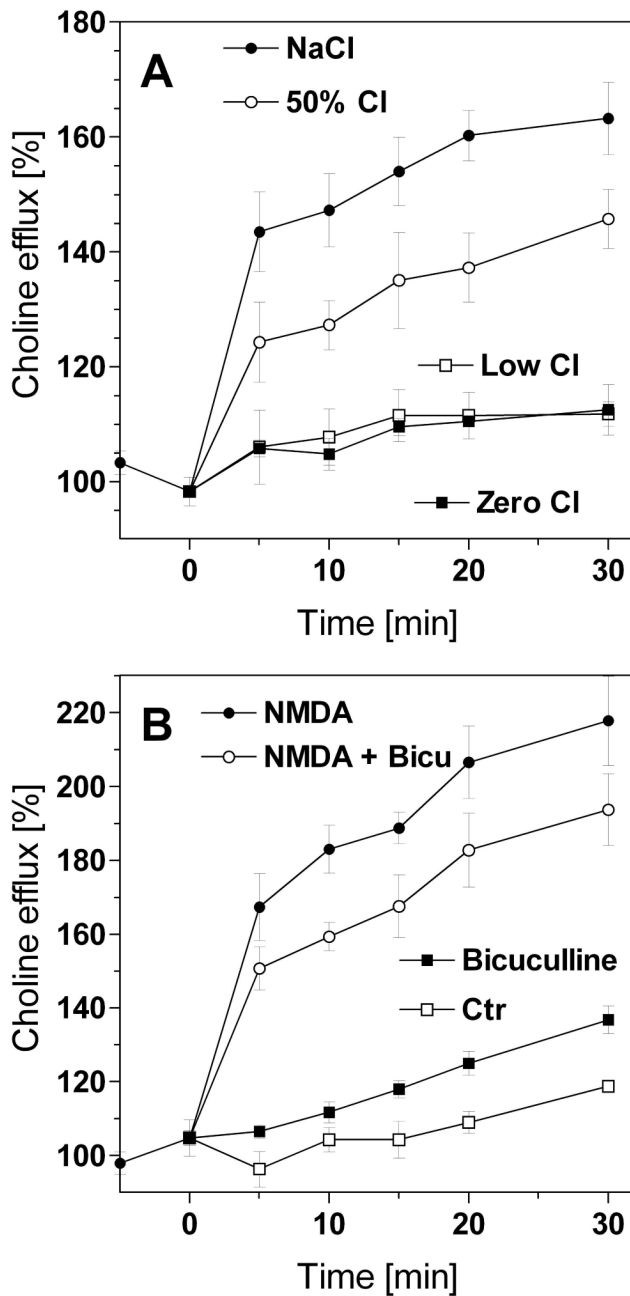 180
160
140
120
100
Choline efflux [%]
A
NaCl
50% Cl
Low Cl
Zero Cl
0
10
20
30
Time [min]
220
200
180
160
140
120
100
Choline efflux [%]
B
NMDA
NMDA + Bicu
Bicuculline
Ctr
0
10
20
30
Time [min]